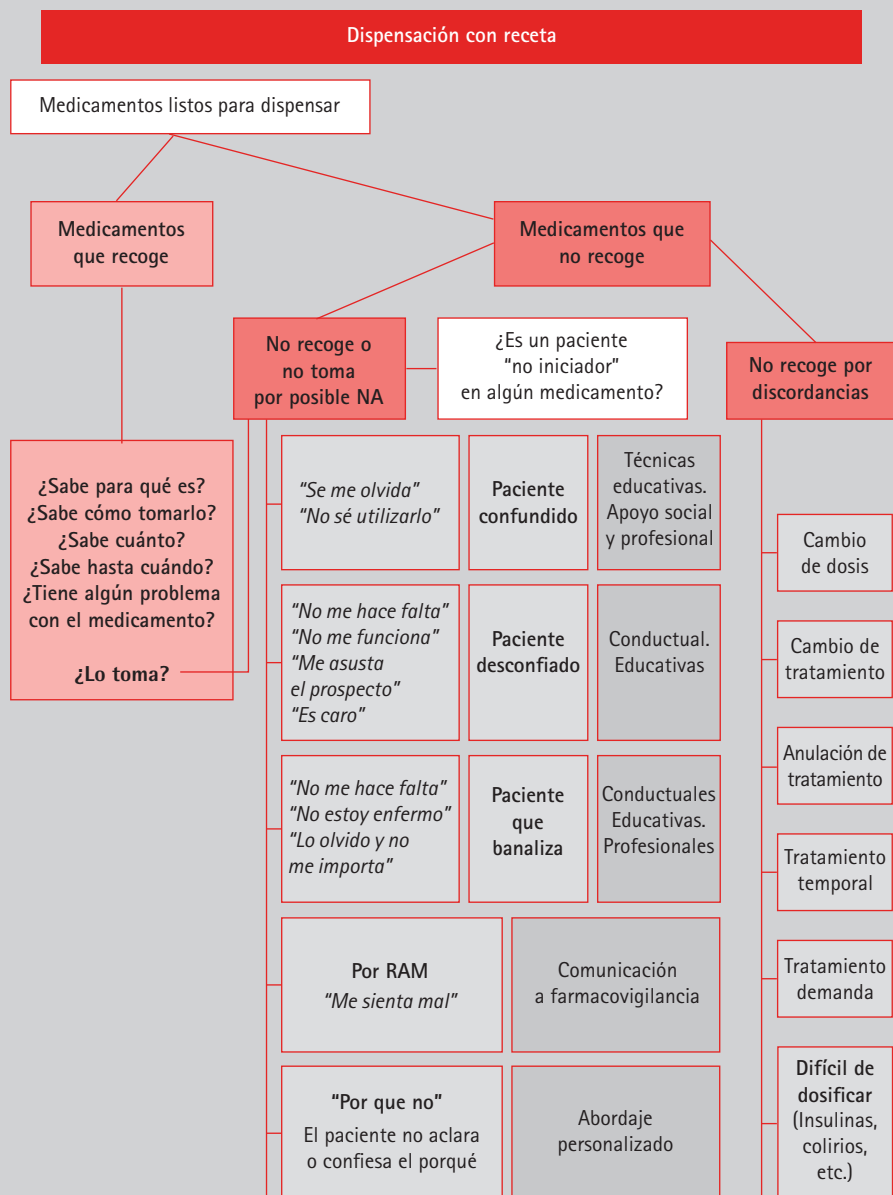 Dispensación con receta
Medicamentos listos para dispensar
Medicamentos
que recoge
Medicamentos que
no recoge
No recoge o
no toma
por posible NA
¿Es un paciente
"no iniciador"
en algún medicamento?
No recoge por
discordancias
¿Sabe para qué es?
¿Sabe cómo tomarlo?
¿Sabe cuánto?
¿Sabe hasta cuándo?
¿Tiene algún problema
con el medicamento?
¿Lo toma?
"Se me olvida"
"No sé utilizarlo"
Paciente
confundido
Técnicas
educativas.
Apoyo social
y profesional
"No me hace falta"
"No me funciona"
"Me asusta
el prospecto"
"Es caro"
Paciente
desconfiado
Conductual.
Educativas
"No me hace falta"
"No estoy enfermo"
"Lo olvido y no
me importa"
Paciente
que
banaliza
Conductuales
Educativas.
Profesionales
Por RAM
"Me sienta mal"
Comunicación
a farmacovigilancia
"Por que no"
El paciente no aclara
o confiesa el porqué
Abordaje
personalizado
Cambio
de dosis
Cambio de
tratamiento
Anulación de
tratamiento
Tratamiento
temporal
Tratamiento
demanda
Difícil de
dosificar
(Insulinas,
colirios,
etc.)